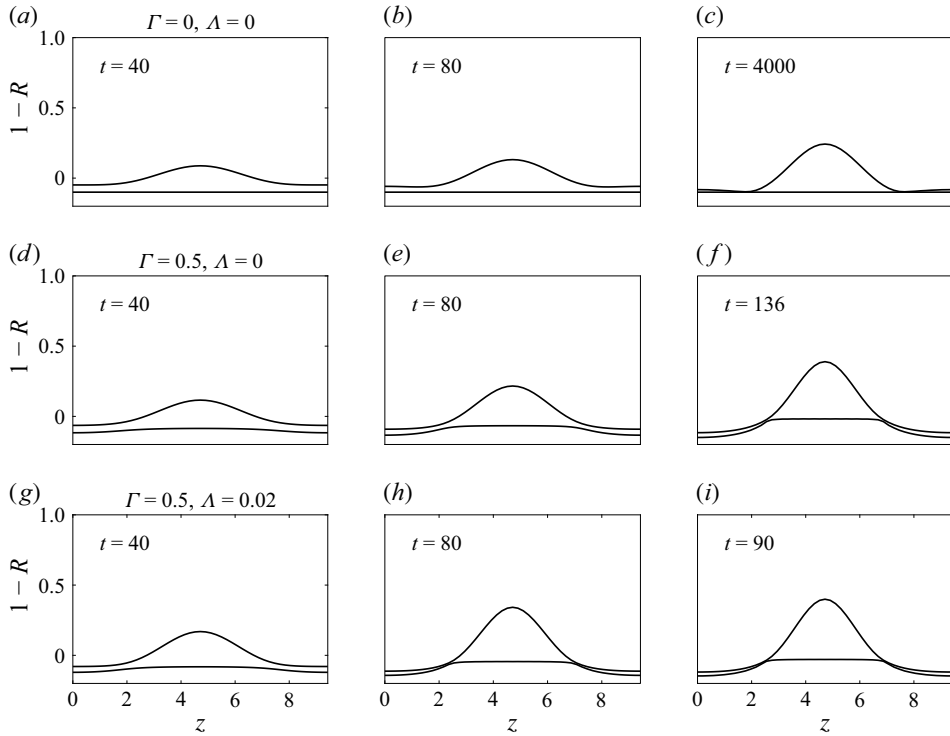 (a) Γ = 0, Λ = 0 (b) (c)
1.0
t = 40 t = 80 t = 4000
1 − R
0.5
0
(d) Γ = 0.5, Λ = 0 (e) (f)
1.0
t = 40 t = 80 t = 136
1 − R
0.5
0
(g) Γ = 0.5, Λ = 0.02 (h) (i)
1.0
t = 40 t = 80 t = 90
1 − R
0.5
0
0 2 4 6 8 0 2 4 6 8 0 2 4 6 8
z z z